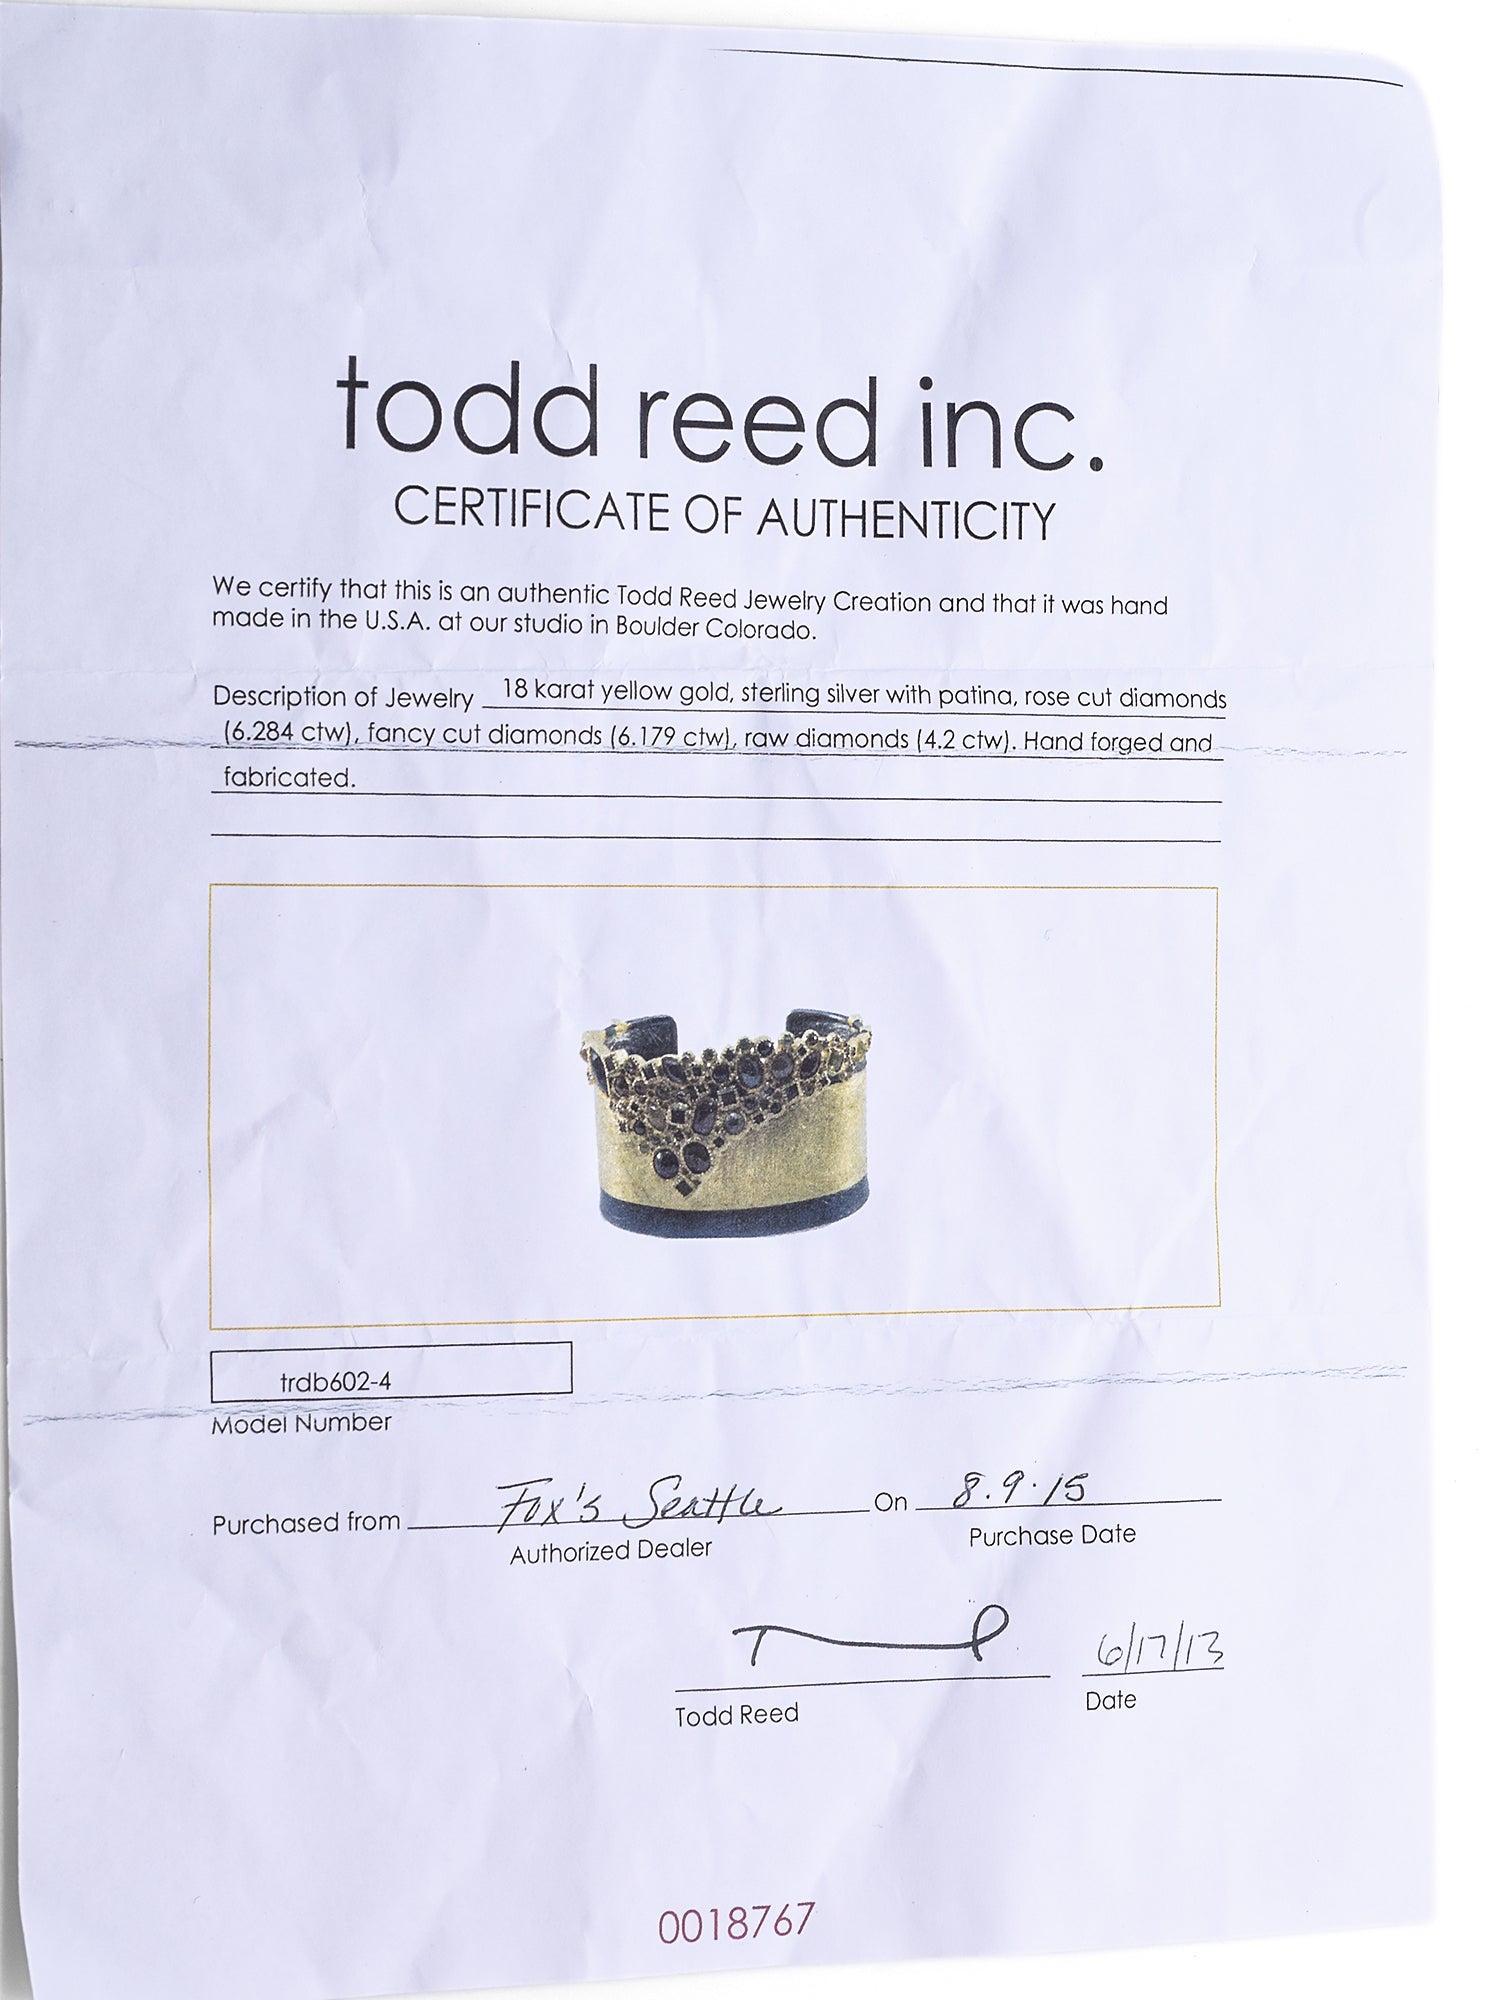 todd reed inc.
CERTIFICATE OF AUTHENTICITY
We certify that this is an authentic Todd Reed Jewelry Creation and that it was hand
made in the U.S.A. at our studio in Boulder Colorado.
Description of Jewelry 18 karat yellow gold, sterling silver with patina, rose cut diamonds
(6.284 ctw), fancy cut diamonds (6.179 ctw), raw diamonds (4.2 ctw). Hand forged and
fabricated.
trdb602-4
Model Number
Purchased from Fox's Seattle On 8.9.15
Authorized Dealer Purchase Date
6/17/13
Todd Reed Date
0018767